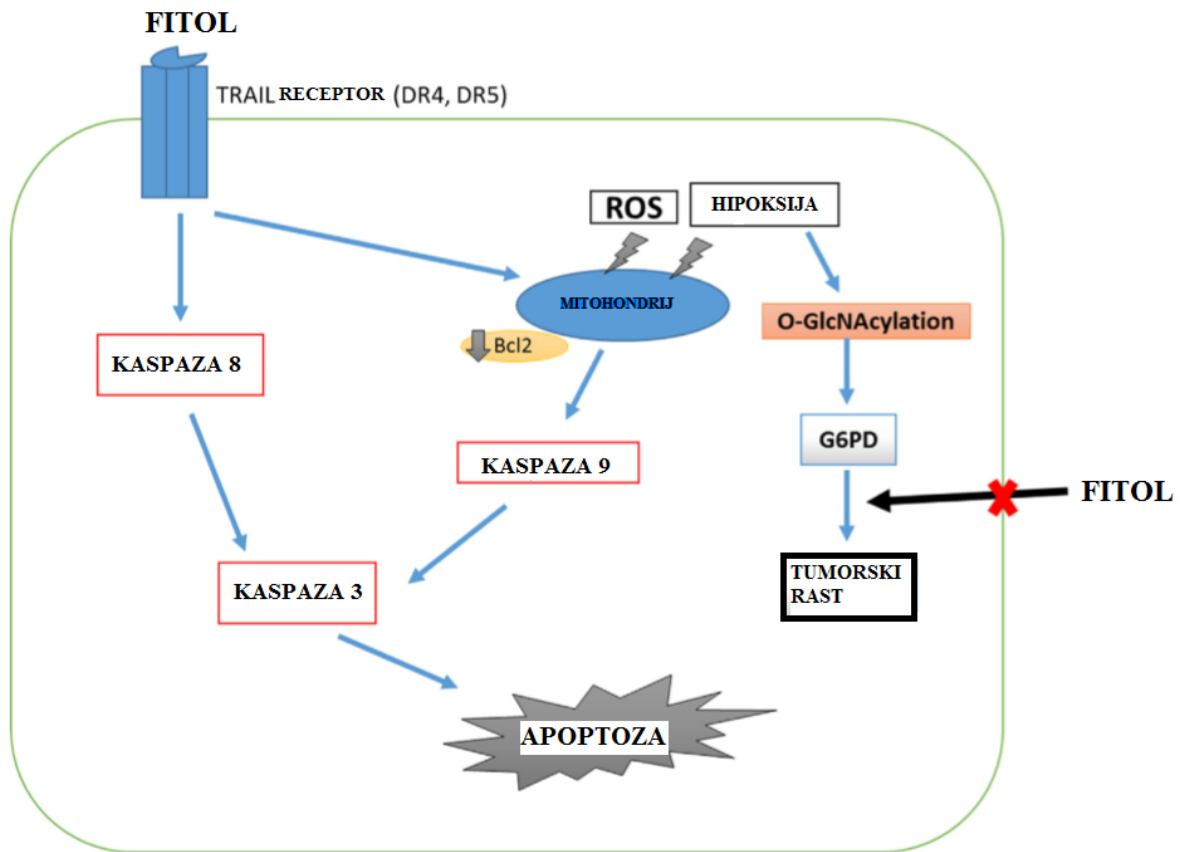 FITOL
TRAIL RECEPTOR (DR4, DR5)
ROS
HIPOKSIJA
MITOHONDRIJ
Bcl2
O-GlcNAcylation
KASPAZA 8
G6PD
KASPAZA 9
FITOL
KASPAZA 3
TUMORSKI
RAST
APOPTOZA